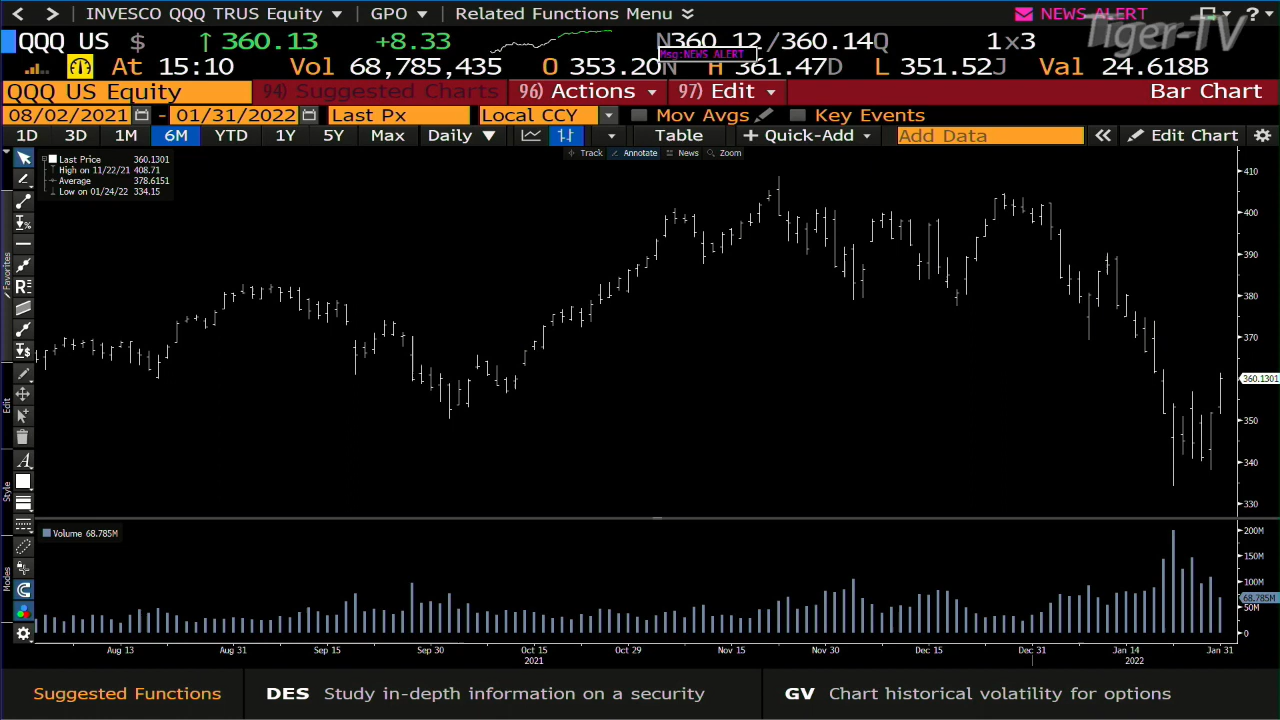 INVESCO QQQ TRUS Equity GPO Related Functions Menu NEWS ALERT ?
Tiger-TV
QQQ US $ ↑ 360.13 +8.33 N360.12/360.14Q 1x3
Msg:NEWS ALERT
At 15:10 Vol 68,785,435 O 353.20N H 361.47D L 351.52J Val 24.618B
QQQ US Equity 94) Suggested Charts 96) Actions 97) Edit Bar Chart
08/02/2021 - 01/31/2022 Last Px Local CCY Mov Avgs Key Events
1D 3D 1M 6M YTD 1Y 5Y Max Daily ▼ Table + Quick-Add Add Data « Edit Chart
Track Annotate News Zoom
Last Price 360.1301
High on 11/22/21 408.71
Average 378.6151
Low on 01/24/22 334.15
410
400
390
380
370
360.1301
350
340
330
Favorites
Edit
Style
Modes
Volume 68.785M
200M
150M
100M
68.785M
50M
0
Aug 13 Aug 31 Sep 15 Sep 30 Oct 15 Oct 29 Nov 15 Nov 30 Dec 15 Dec 31 Jan 14 Jan 31
2021 2022
Suggested Functions DES Study in-depth information on a security GV Chart historical volatility for options